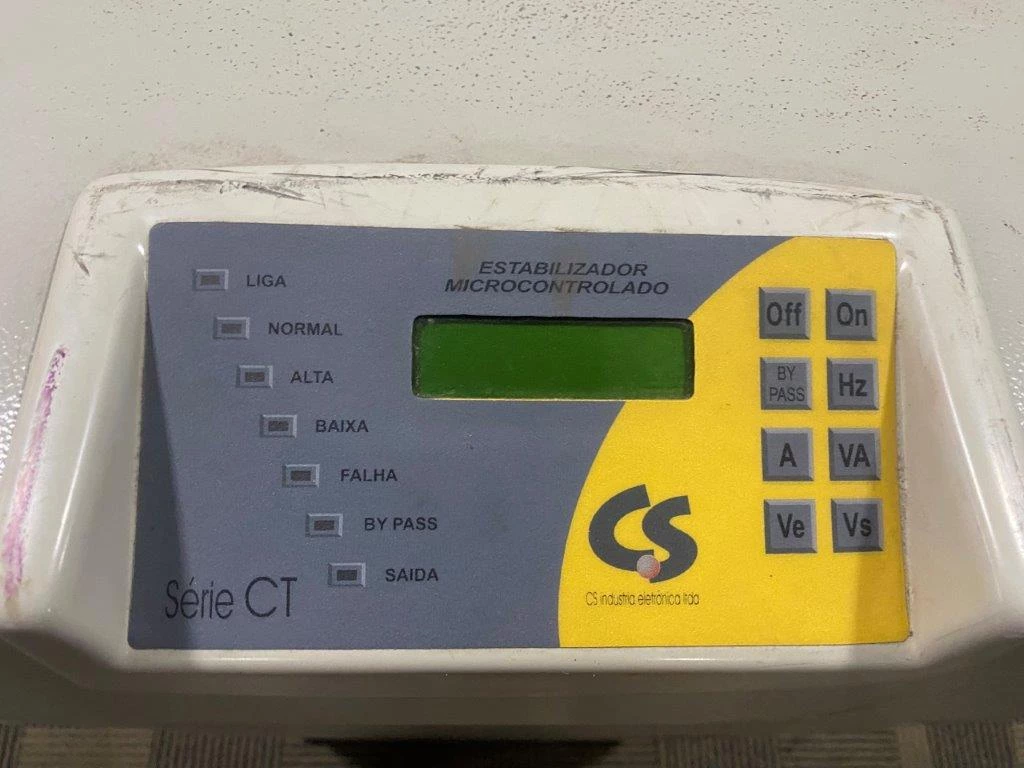 LIGA
NORMAL
ALTA
BAIXA
FALHA
BY PASS
SAIDA
Série CT
ESTABILIZADOR
MICROCONTROLADO
Off
On
BY
PASS
Hz
A
VA
Ve
Vs
CS
CS industria eletrônica ltda